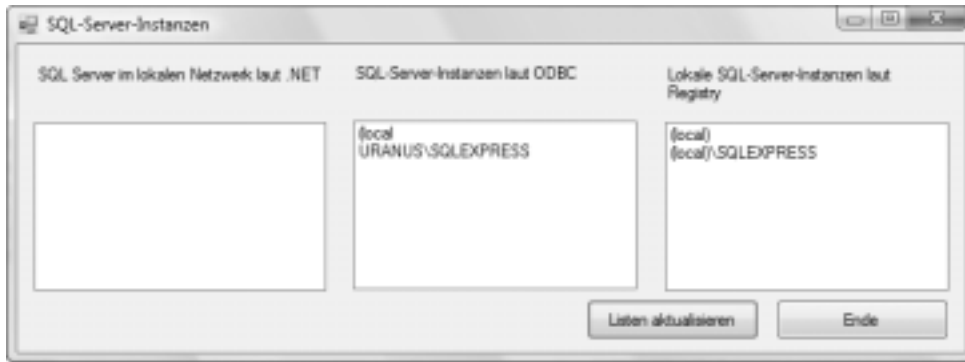 SQL-Server-Instanzen
SQL Server im lokalen Netzwerk laut .NET
SQL-Server-Instanzen laut ODBC
Lokale SQL-Server-Instanzen laut
Registry
(local
URANUS\SQLEXPRESS
(local)
(local)\SQLEXPRESS
Listen aktualisieren
Ende